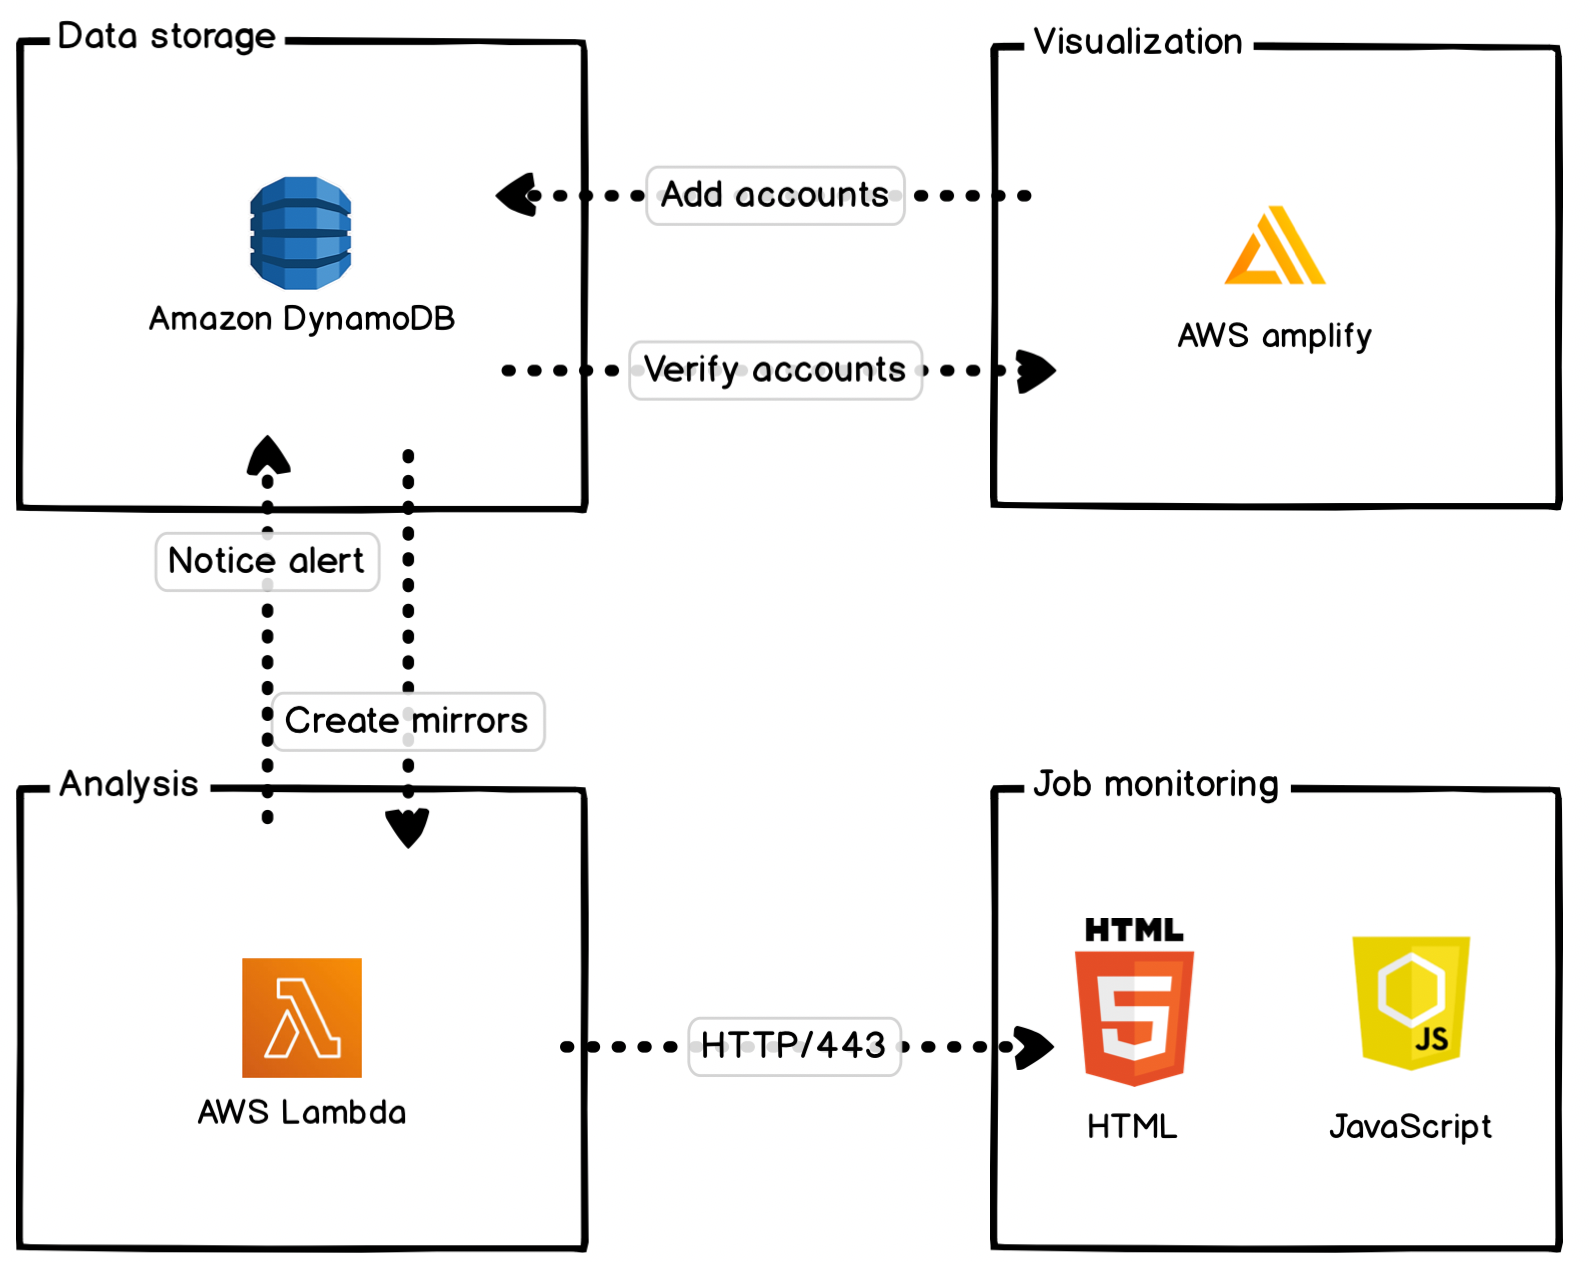 Data storage
Visualization
Add accounts
Amazon DynamoDB
AWS amplify
Verify accounts
Notice alert
Create mirrors
Analysis
Job monitoring
HTML
5
JS
HTTP/443
AWS Lambda
HTML
JavaScript